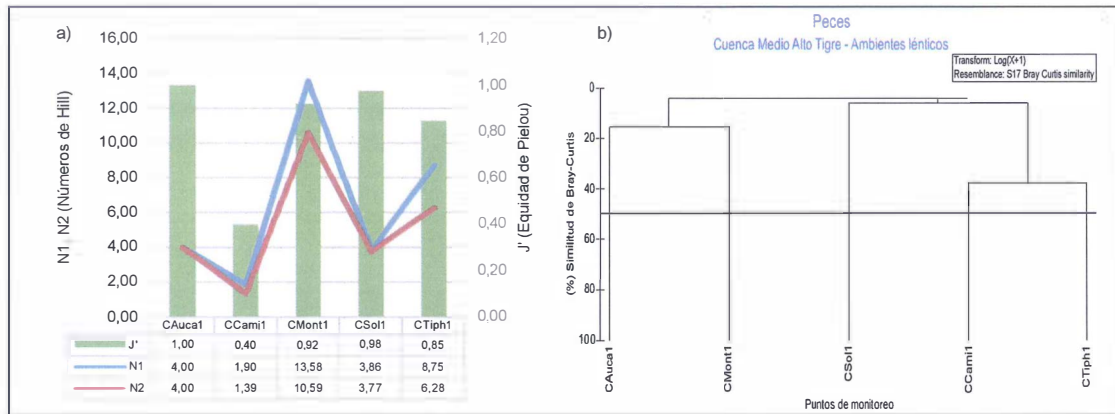 a)
16,00
14,00
12,00
10,00
8,00
6,00
4,00
2,00
0,00
N1 N2 (Números de Hill)
1,20
1,00
0,80
0,60
0,40
0,20
0,00
J' (Equidad de Pielou)
CAuca1 CCami1 CMont1 CSol1 CTiph1
J' 1,00 0,40 0,92 0,98 0,85
N1 4,00 1,90 13,58 3,86 8,75
N2 4,00 1,39 10,59 3,77 6,28
b)
Peces
Cuenca Medio Alto Tigre - Ambientes lénticos
Transform: Log(X+1)
Resemblance: S17 Bray Curtis similarity
0
20
40
60
80
100
(%) Similitud de Bray-Curtis
CAuca1
CMont1
CSol1
CCami1
CTiph1
Puntos de monitoreo